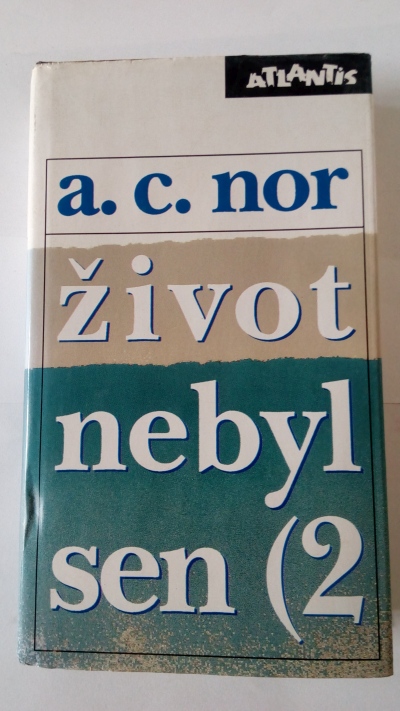 ATLANTIS
a. c. nor
život
nebyl
sen (2